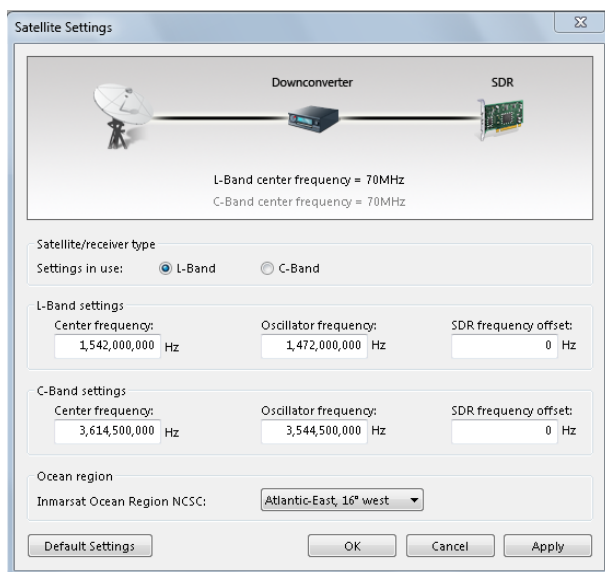 Satellite Settings
Downconverter SDR
L-Band center frequency = 70MHz
C-Band center frequency = 70MHz
Satellite/receiver type
Settings in use: L-Band C-Band
L-Band settings
Center frequency: Oscillator frequency: SDR frequency offset:
1,542,000,000 Hz 1,472,000,000 Hz 0 Hz
C-Band settings
Center frequency: Oscillator frequency: SDR frequency offset:
3,614,500,000 Hz 3,544,500,000 Hz 0 Hz
Ocean region
Inmarsat Ocean Region NCSC: Atlantic-East, 16° west
Default Settings OK Cancel Apply